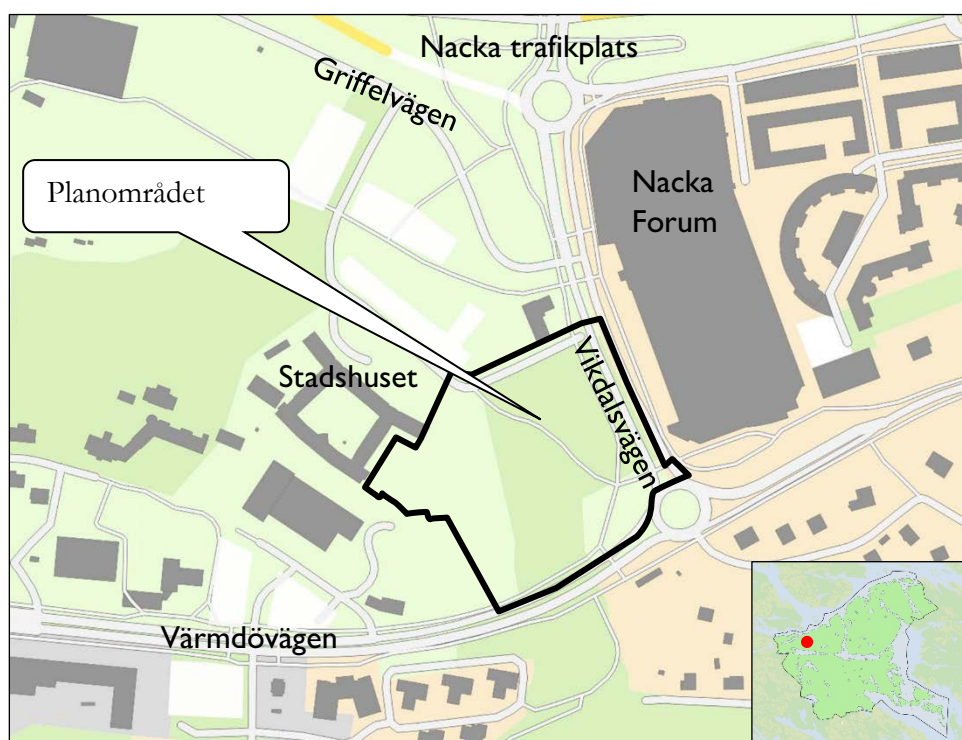 Nacka trafikplats
Griffelvägen
Planområdet
Nacka
Forum
Stadshuset
Vikdalsvägen
Värmdövägen